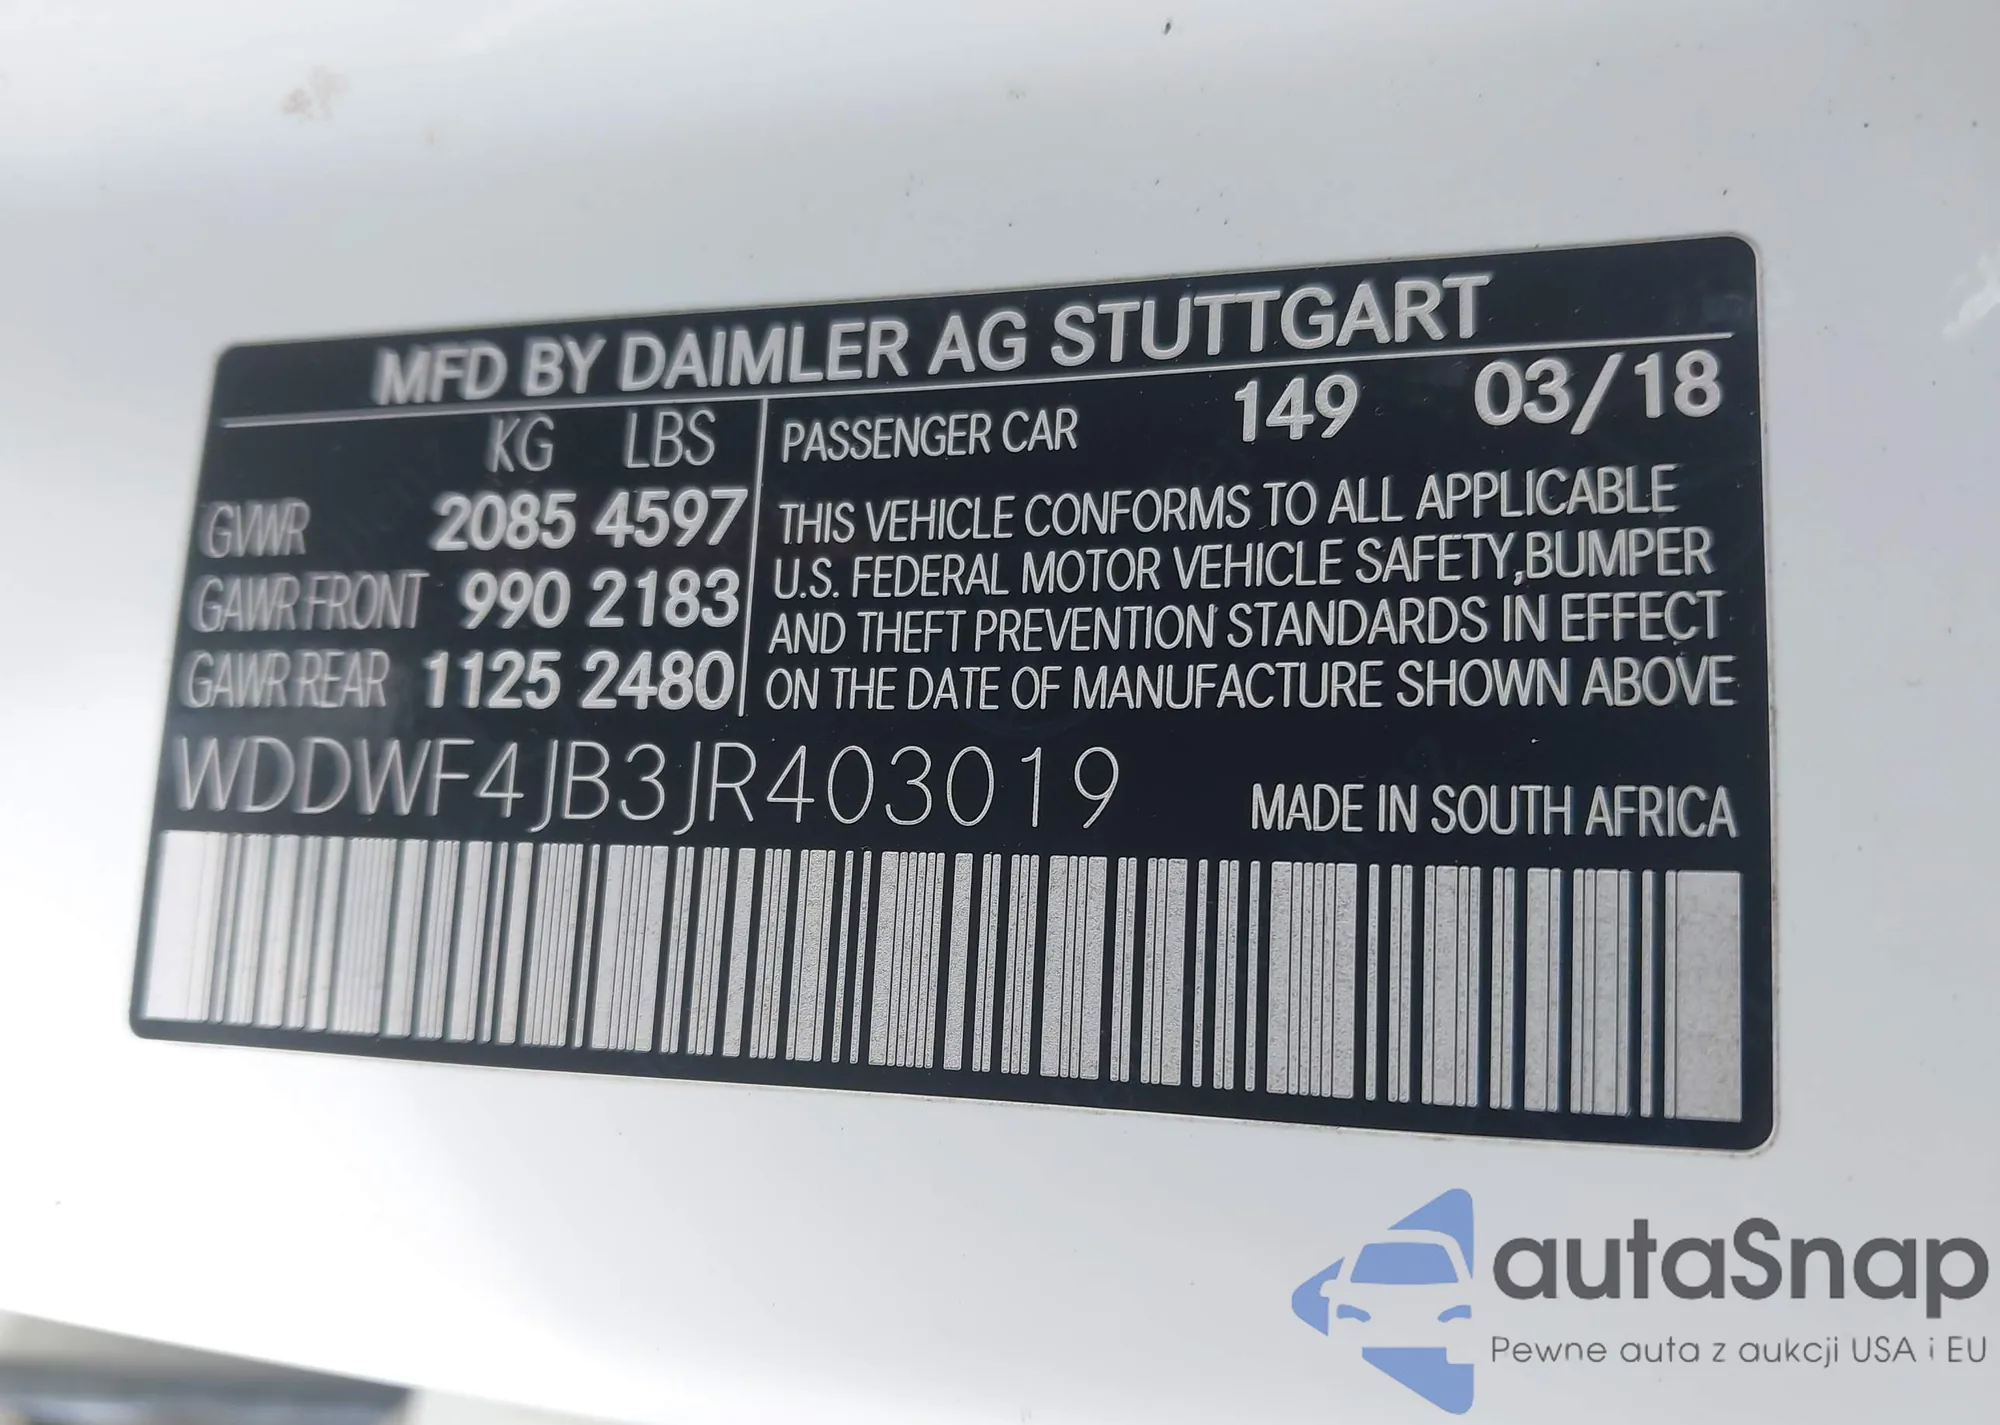 MFD BY DAIMLER AG STUTTGART
KG LBS
GVWR 2085 4597
GAWR FRONT 990 2183
GAWR REAR 1125 2480
PASSENGER CAR 149 03/18
THIS VEHICLE CONFORMS TO ALL APPLICABLE
U.S. FEDERAL MOTOR VEHICLE SAFETY,BUMPER
AND THEFT PREVENTION STANDARDS IN EFFECT
ON THE DATE OF MANUFACTURE SHOWN ABOVE
WDDWF4JB3JR403019
MADE IN SOUTH AFRICA
autaSnap
Pewne auta z aukcji USA i EU